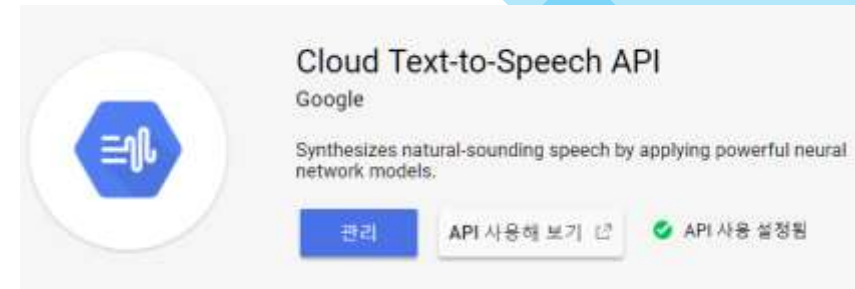 Cloud Text-to-Speech API
Google
Synthesizes natural-sounding speech by applying powerful neural
network models.
관리
API 사용해 보기
API 사용 설정됨